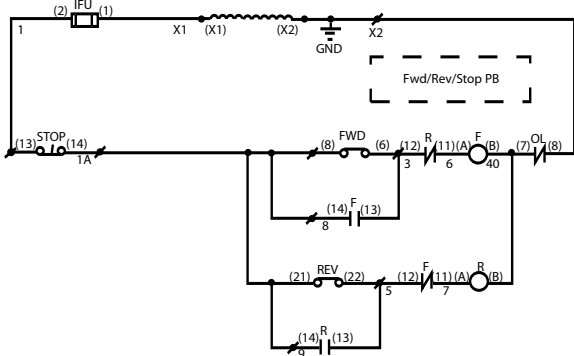 (2) IFU (1)
1 X1 (X1) (X2) X2
GND
Fwd/Rev/Stop PB
(13) STOP (14) (8) FWD (6) (12) R (11) (A) F (B) (7) OL (8)
1A 3 6 40
(14) F (13)
8
(21) REV (22) (12) F (11) (A) R (B)
5 7
(14) R (13)
9